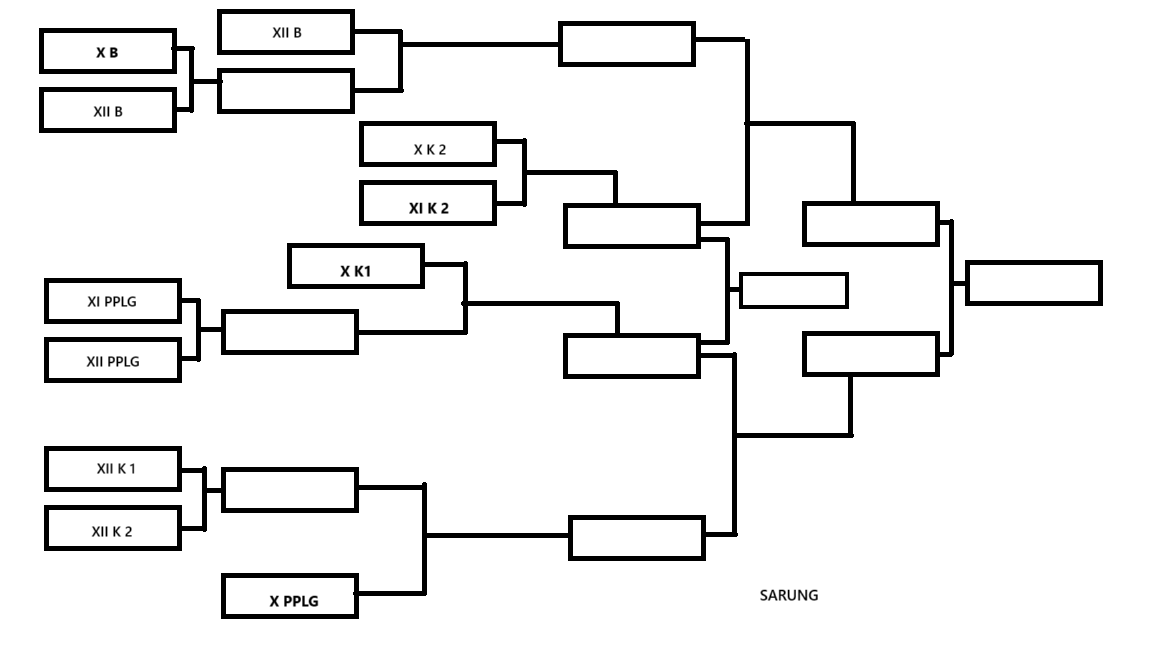 XII B
X B
XII B
X K 2
XI K 2
X K1
XI PPLG
XII PPLG
XII K 1
XII K 2
X PPLG
SARUNG